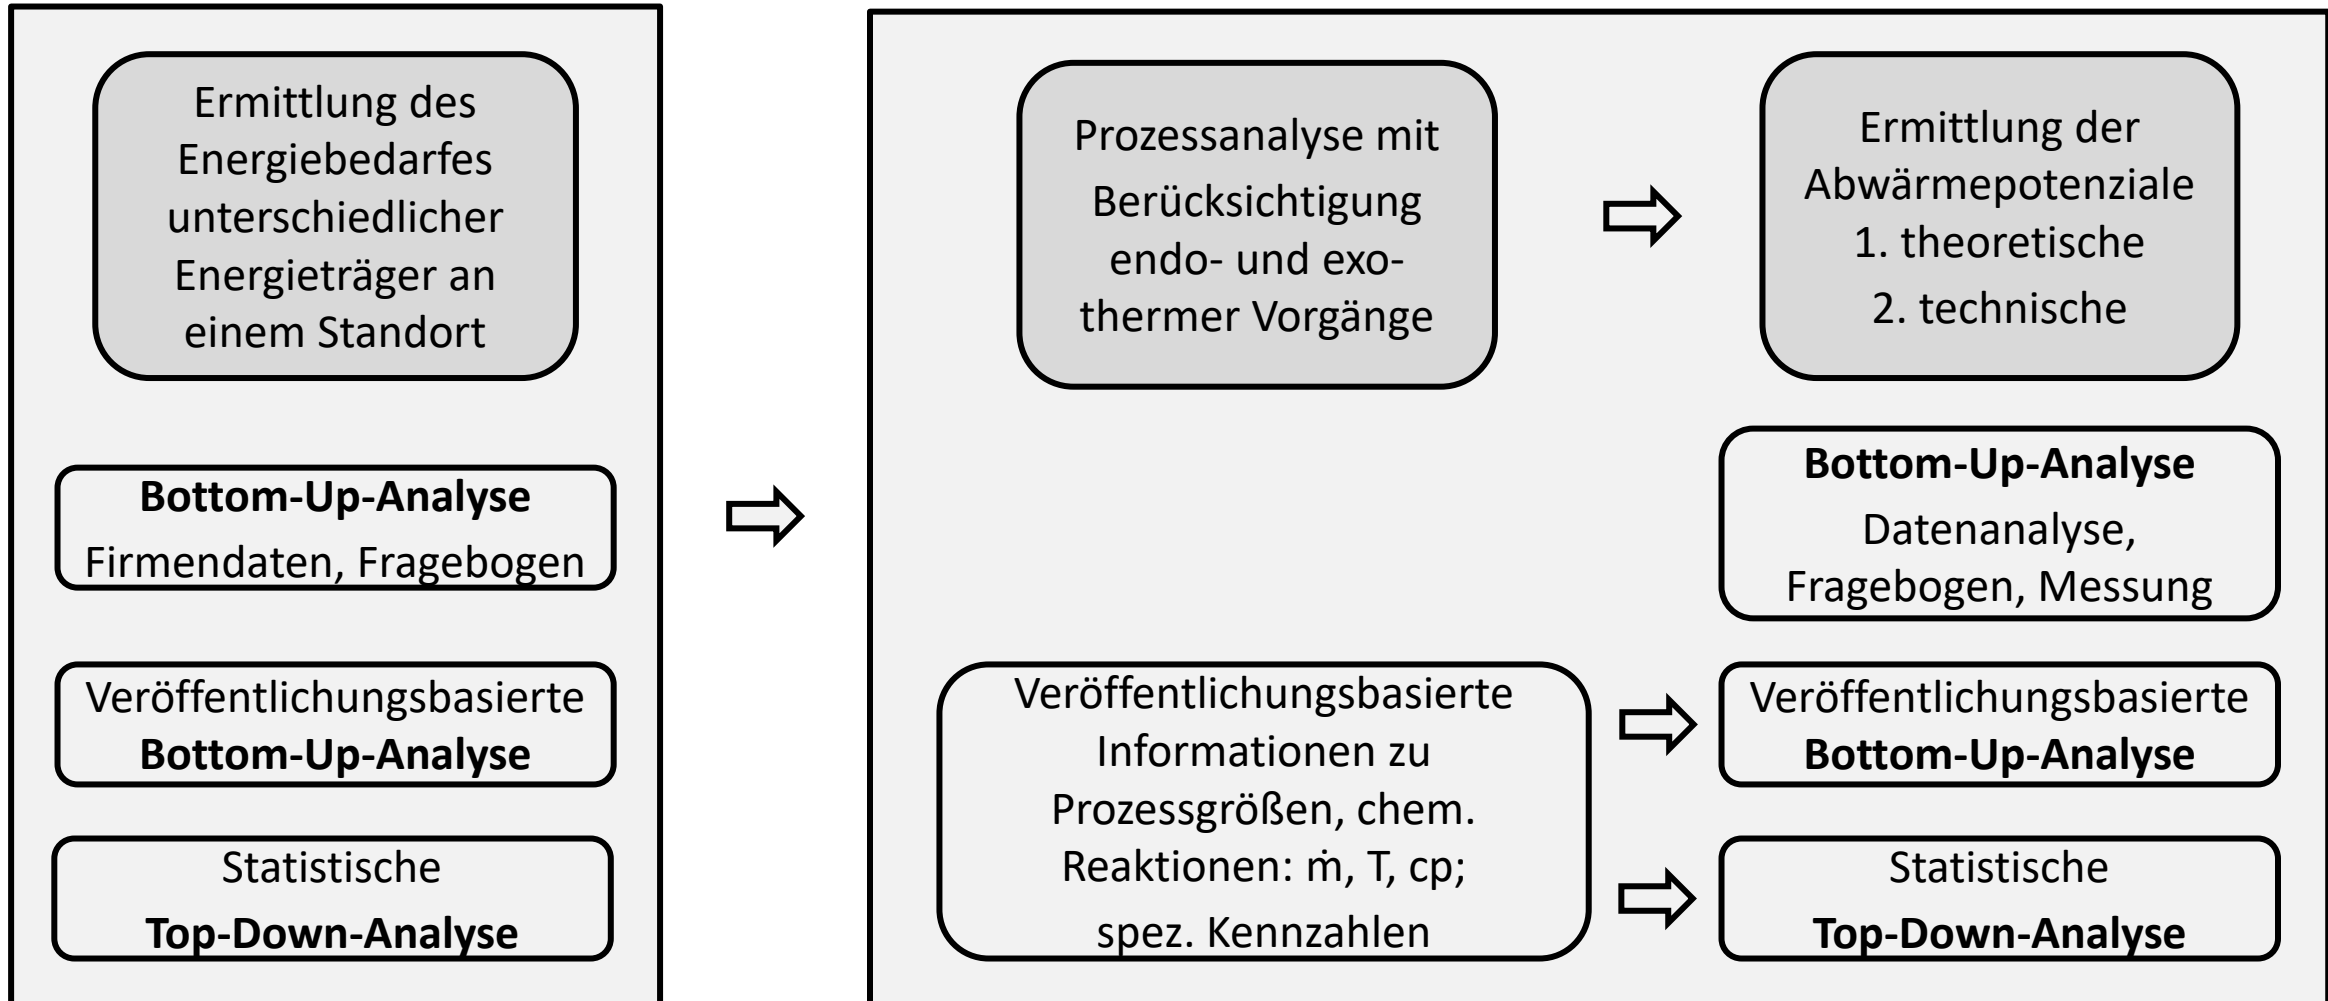 Ermittlung des
Energiebedarfes
unterschiedlicher
Energieträger an
einem Standort
Bottom-Up-Analyse
Firmendaten, Fragebogen
Veröffentlichungsbasierte
Bottom-Up-Analyse
Statistische
Top-Down-Analyse
Prozessanalyse mit
Berücksichtigung
endo- und exo-
thermer Vorgänge
Veröffentlichungsbasierte
Informationen zu
Prozessgrößen, chem.
Reaktionen: ṁ, T, cp;
spez. Kennzahlen
Ermittlung der
Abwärmepotenziale
1. theoretische
2. technische
Bottom-Up-Analyse
Datenanalyse,
Fragebogen, Messung
Veröffentlichungsbasierte
Bottom-Up-Analyse
Statistische
Top-Down-Analyse